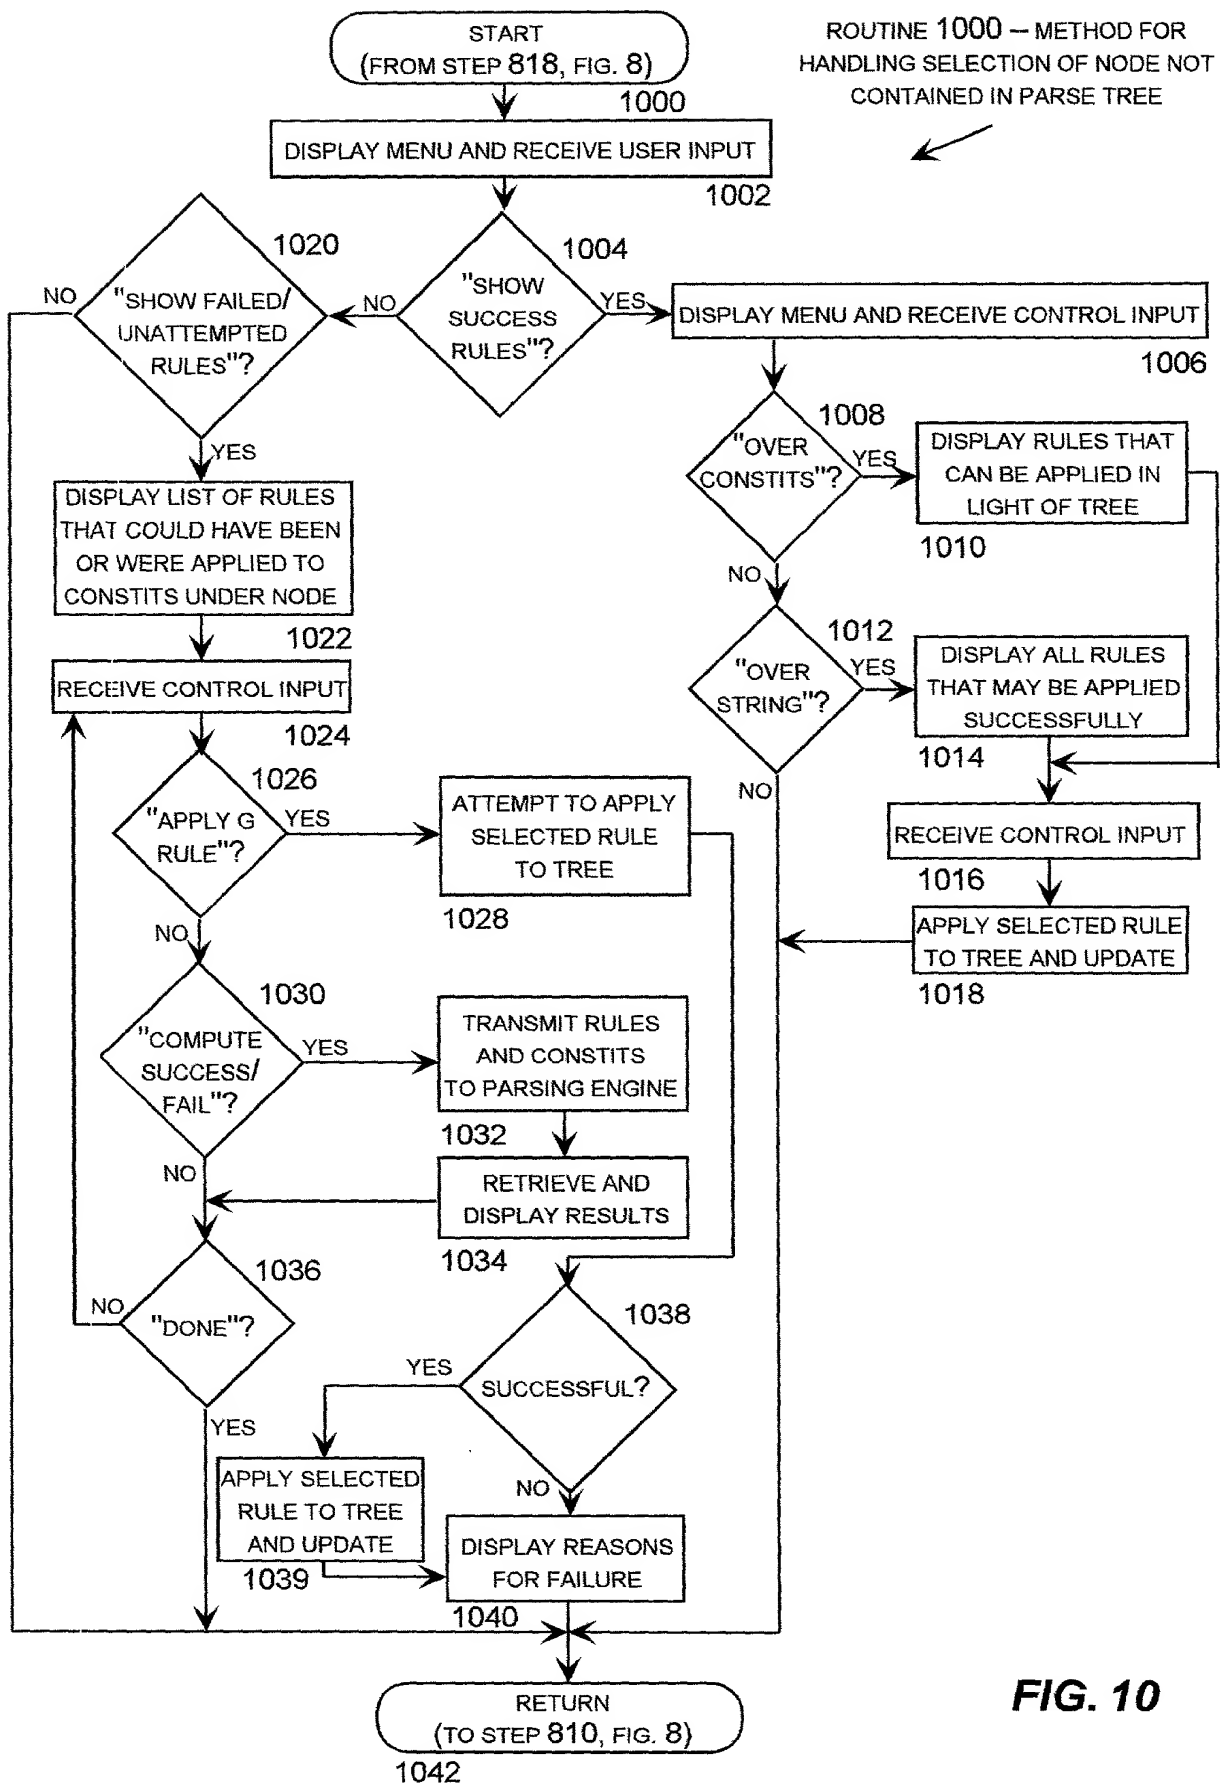 START
(FROM STEP 818, FIG. 8)
1000
ROUTINE 1000 – METHOD FOR
HANDLING SELECTION OF NODE NOT
CONTAINED IN PARSE TREE
DISPLAY MENU AND RECEIVE USER INPUT
1002
1004
"SHOW
SUCCESS
RULES"?
NO
YES
1020
"SHOW FAILED/
UNATTEMPTED
RULES"?
NO
YES
DISPLAY MENU AND RECEIVE CONTROL INPUT
1006
1008
"OVER
CONSTITS"?
YES
NO
DISPLAY RULES THAT
CAN BE APPLIED IN
LIGHT OF TREE
1010
1012
"OVER
STRING"?
YES
NO
DISPLAY ALL RULES
THAT MAY BE APPLIED
SUCCESSFULLY
1014
RECEIVE CONTROL INPUT
1016
APPLY SELECTED RULE
TO TREE AND UPDATE
1018
DISPLAY LIST OF RULES
THAT COULD HAVE BEEN
OR WERE APPLIED TO
CONSTITS UNDER NODE
1022
RECEIVE CONTROL INPUT
1024
1026
"APPLY G
RULE"?
YES
NO
ATTEMPT TO APPLY
SELECTED RULE
TO TREE
1028
1030
"COMPUTE
SUCCESS/
FAIL"?
YES
NO
TRANSMIT RULES
AND CONSTITS
TO PARSING ENGINE
1032
RETRIEVE AND
DISPLAY RESULTS
1034
1036
"DONE"?
NO
YES
1038
SUCCESSFUL?
YES
NO
APPLY SELECTED
RULE TO TREE
AND UPDATE
1039
DISPLAY REASONS
FOR FAILURE
1040
RETURN
(TO STEP 810, FIG. 8)
1042
FIG. 10